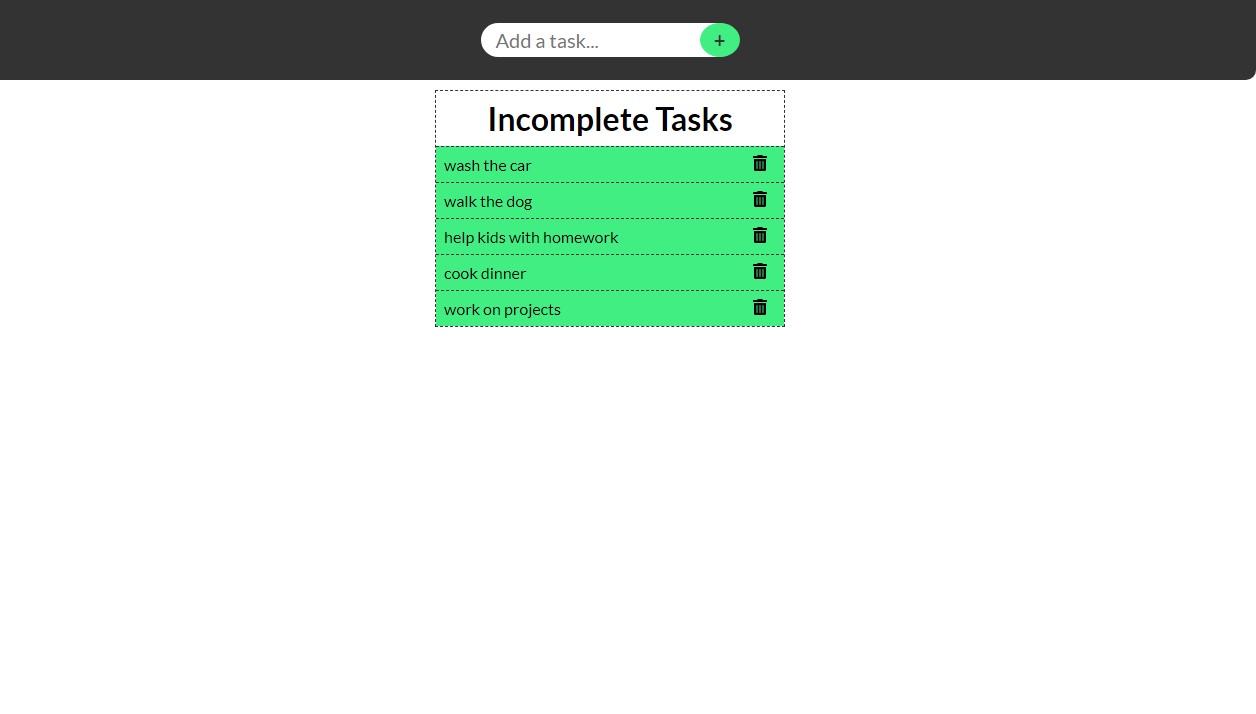 Add a task...
+
Incomplete Tasks
wash the car
walk the dog
help kids with homework
cook dinner
work on projects